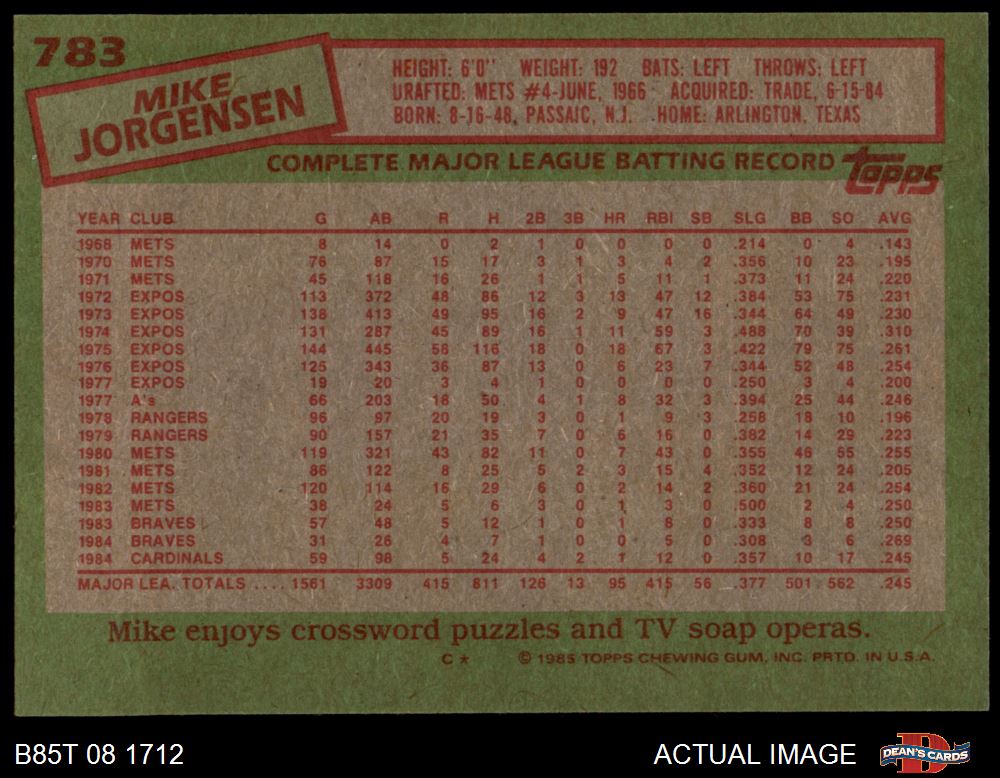 783
MIKE
JORGENSEN
HEIGHT: 6'0" WEIGHT: 192 BATS: LEFT THROWS: LEFT
DRAFTED: METS #4-JUNE, 1966 ACQUIRED: TRADE, 6-15-84
BORN: 8-16-48, PASSAIC, N.J. HOME: ARLINGTON, TEXAS
COMPLETE MAJOR LEAGUE BATTING RECORD topps
YEAR CLUB G AB R H 2B 3B HR RBI SB SLG BB SO AVG
1968 METS 8 14 0 2 1 0 0 0 0 .214 0 4 .143
1970 METS 76 87 15 17 3 1 3 4 2 .356 10 23 .195
1971 METS 45 118 16 26 1 1 5 11 1 .373 11 24 .220
1972 EXPOS 113 372 48 86 12 3 13 47 12 .384 53 75 .231
1973 EXPOS 138 413 49 95 16 2 9 47 16 .344 64 49 .230
1974 EXPOS 131 287 45 89 16 1 11 59 3 .488 70 39 .310
1975 EXPOS 144 445 58 116 18 0 18 67 3 .422 79 75 .261
1976 EXPOS 125 343 36 87 13 0 6 23 7 .344 52 48 .254
1977 EXPOS 19 20 3 4 1 0 0 0 0 .250 3 4 .200
1977 A's 66 203 18 50 4 1 8 32 3 .394 25 44 .246
1978 RANGERS 96 97 20 19 3 0 1 9 3 .258 18 10 .196
1979 RANGERS 90 157 21 35 7 0 6 16 0 .382 14 29 .223
1980 METS 119 321 43 82 11 0 7 43 0 .355 46 55 .255
1981 METS 86 122 8 25 5 2 3 15 4 .352 12 24 .205
1982 METS 120 114 16 29 6 0 2 14 2 .360 21 24 .254
1983 METS 38 24 5 6 3 0 1 3 0 .500 2 4 .250
1983 BRAVES 57 48 5 12 1 0 1 8 0 .333 8 8 .250
1984 BRAVES 31 26 4 7 1 0 0 5 0 .308 3 6 .269
1984 CARDINALS 59 98 5 24 4 2 1 12 0 .357 10 17 .245
MAJOR LEA. TOTALS .... 1561 3309 415 811 126 13 95 415 56 .377 501 562 .245
Mike enjoys crossword puzzles and TV soap operas.
C * © 1985 TOPPS CHEWING GUM, INC. PRTD. IN U.S.A.
B85T 08 1712 ACTUAL IMAGE DEAN'S CARDS